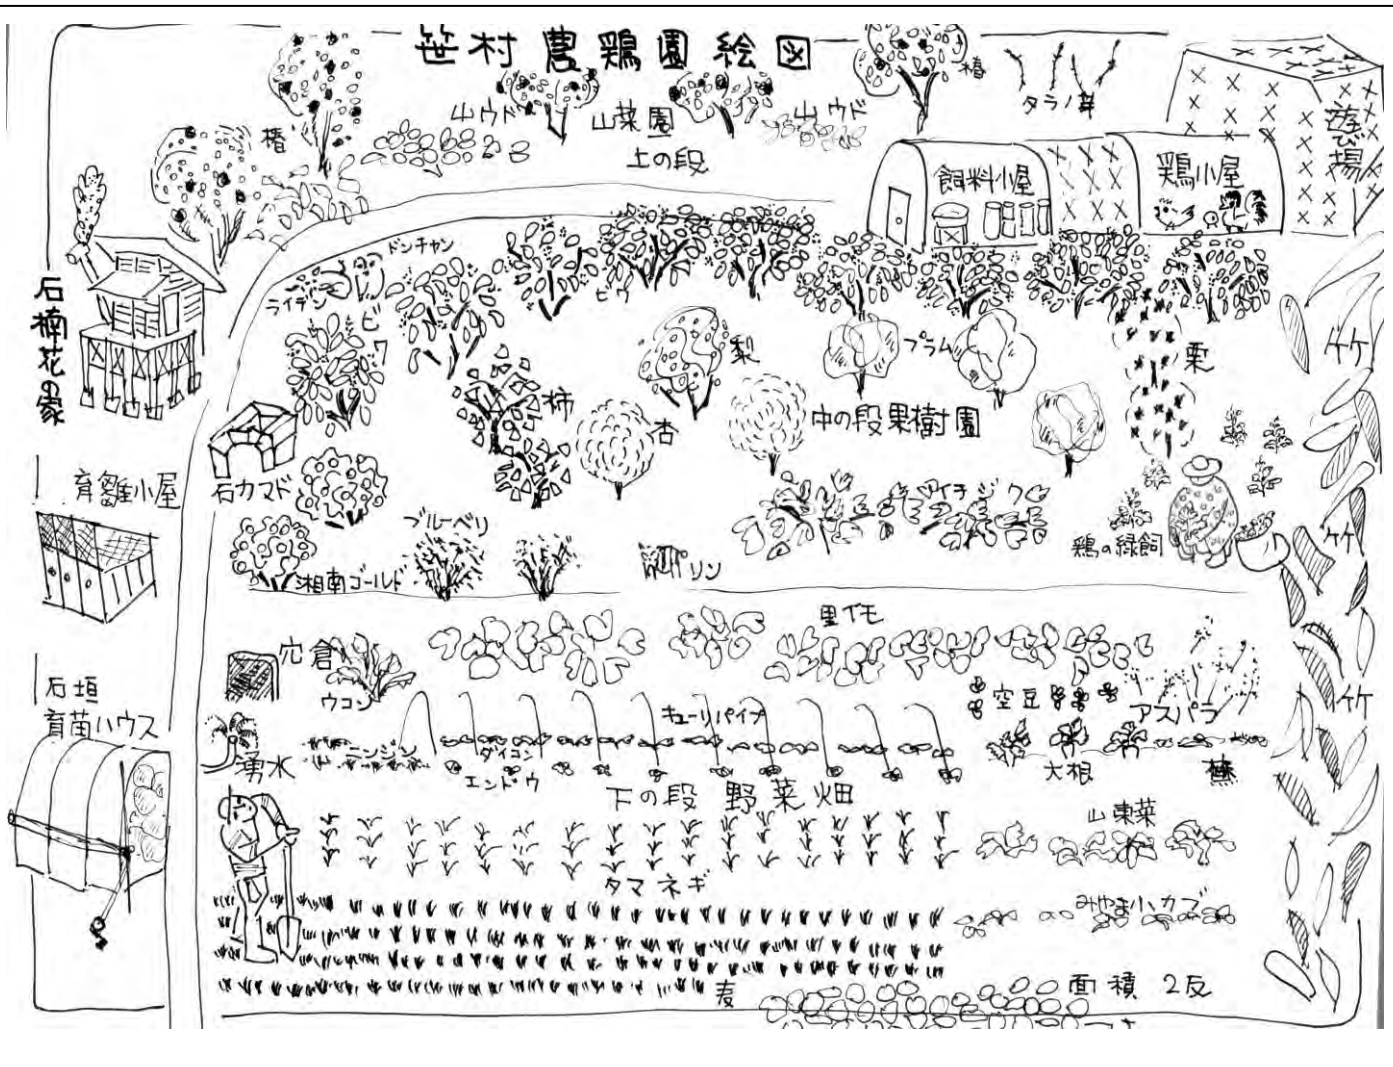 笹村農鶏園絵図
椿
タラノ芽
山ウド
山菜園
山ウド
椿
上の段
遊び場
飼料小屋
鶏小屋
石楠花の家
ドンチャン
ライデン
ビワ
ビワ
梨
プラム
栗
竹
柿
杏
中の段果樹園
石カマド
育雛小屋
ブルーベリ
イチジク
竹
鶏の緑飼
湘南ゴールド
里イモ
穴倉
ウコン
石垣
育苗ハウス
キューリパイプ
空豆
アスパラ
竹
ニンジン
ダイコン
湧水
エンドウ
大根
下の段 野菜畑
山東菜
タマネギ
みやま小カブ
麦
面積 2反